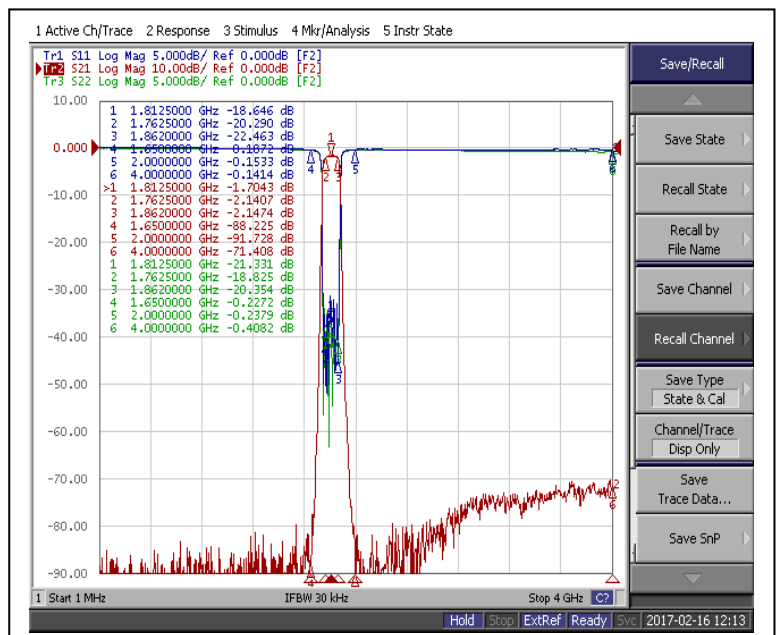 1 Active Ch/Trace 2 Response 3 Stimulus 4 Mkr/Analysis 5 Instr State
Tr1 S11 Log Mag 5.000dB/ Ref 0.000dB [F2]
Tr2 S21 Log Mag 10.00dB/ Ref 0.000dB [F2]
Tr3 S22 Log Mag 5.000dB/ Ref 0.000dB [F2]
10.00
0.000
-10.00
-20.00
-30.00
-40.00
-50.00
-60.00
-70.00
-80.00
-90.00
1 1.8125000 GHz -18.646 dB
2 1.7625000 GHz -20.290 dB
3 1.8620000 GHz -22.463 dB
4 1.6500000 GHz -0.1872 dB
5 2.0000000 GHz -0.1533 dB
6 4.0000000 GHz -0.1414 dB
>1 1.8125000 GHz -1.7043 dB
2 1.7625000 GHz -2.1407 dB
3 1.8620000 GHz -2.1474 dB
4 1.6500000 GHz -88.225 dB
5 2.0000000 GHz -91.728 dB
6 4.0000000 GHz -71.408 dB
1 1.8125000 GHz -21.331 dB
2 1.7625000 GHz -18.825 dB
3 1.8620000 GHz -20.354 dB
4 1.6500000 GHz -0.2272 dB
5 2.0000000 GHz -0.2379 dB
6 4.0000000 GHz -0.4082 dB
1
4
5
3
2
6
1 Start 1 MHz IFBW 30 kHz Stop 4 GHz C?
Save/Recall
Save State
Recall State
Recall by
File Name
Save Channel
Recall Channel
Save Type
State & Cal
Channel/Trace
Disp Only
Save
Trace Data...
Save SnP
Hold Stop ExtRef Ready Svc 2017-02-16 12:13